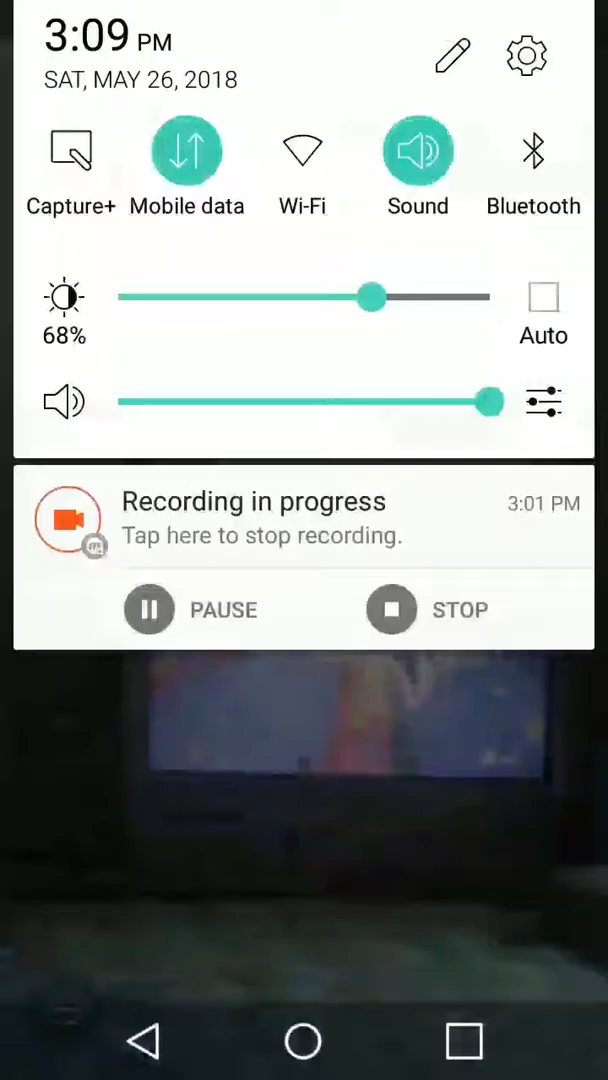 3:09 PM
SAT, MAY 26, 2018
Capture+ Mobile data Wi-Fi Sound Bluetooth
68% Auto
Recording in progress 3:01 PM
Tap here to stop recording.
PAUSE STOP